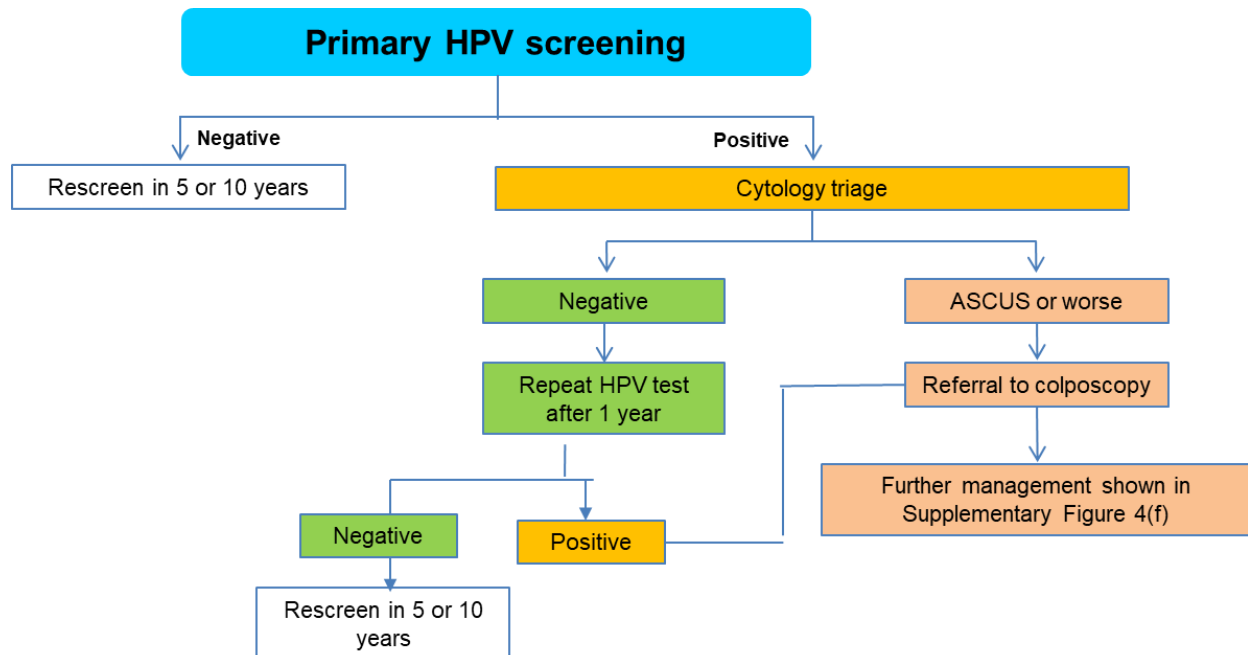 Primary HPV screening
Negative
Positive
Rescreen in 5 or 10 years
Cytology triage
Negative
ASCUS or worse
Repeat HPV test
after 1 year
Referral to colposcopy
Further management shown in
Supplementary Figure 4(f)
Negative
Positive
Rescreen in 5 or 10
years